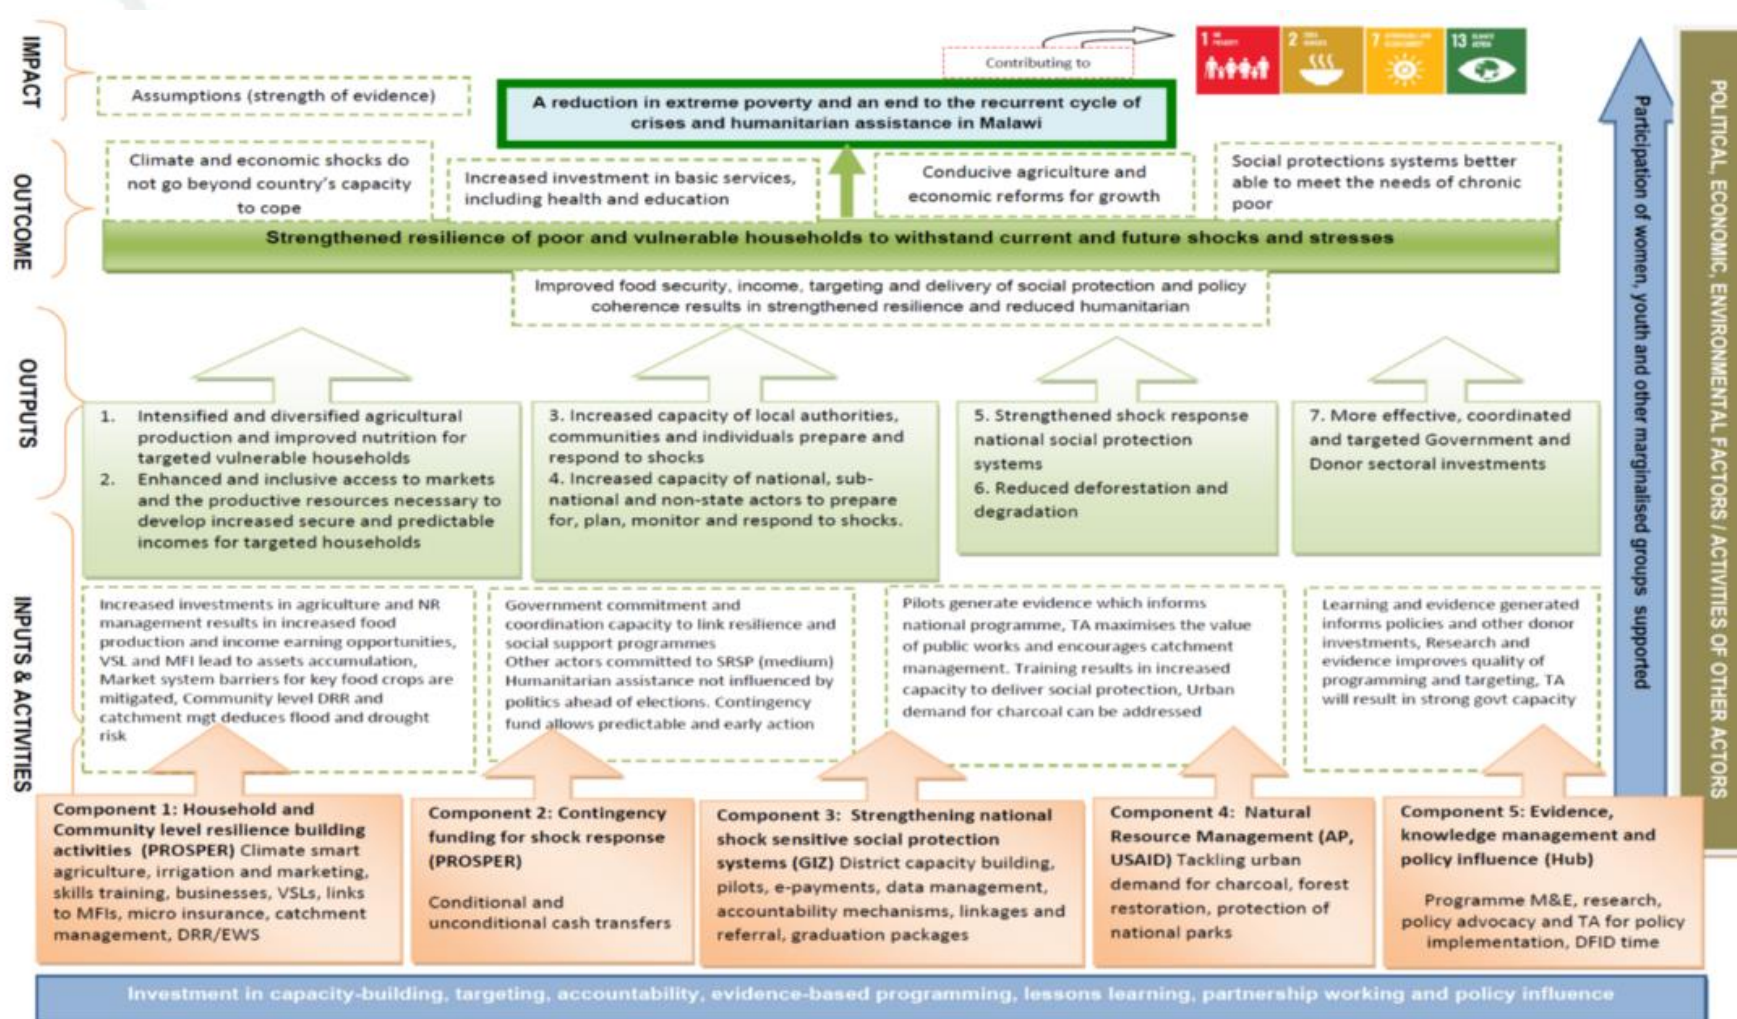 IMPACT
Contributing to
1 NO POVERTY
2
7
13 CLIMATE ACTION
Assumptions (strength of evidence)
A reduction in extreme poverty and an end to the recurrent cycle of
crises and humanitarian assistance in Malawi
OUTCOME
Climate and economic shocks do
not go beyond country's capacity
to cope
Increased investment in basic services,
including health and education
Conducive agriculture and
economic reforms for growth
Social protections systems better
able to meet the needs of chronic
poor
Strengthened resilience of poor and vulnerable households to withstand current and future shocks and stresses
Improved food security, income, targeting and delivery of social protection and policy
coherence results in strengthened resilience and reduced humanitarian
OUTPUTS
1. Intensified and diversified agricultural
production and improved nutrition for
targeted vulnerable households
2. Enhanced and inclusive access to markets
and the productive resources necessary to
develop increased secure and predictable
incomes for targeted households
3. Increased capacity of local authorities,
communities and individuals prepare and
respond to shocks
4. Increased capacity of national, sub-
national and non-state actors to prepare
for, plan, monitor and respond to shocks.
5. Strengthened shock response
national social protection
systems
6. Reduced deforestation and
degradation
7. More effective, coordinated
and targeted Government and
Donor sectoral investments
INPUTS & ACTIVITIES
Increased investments in agriculture and NR
management results in increased food
production and income earning opportunities,
VSL and MFI lead to assets accumulation,
Market system barriers for key food crops are
mitigated, Community level DRR and
catchment mgt deduces flood and drought
risk
Government commitment and
coordination capacity to link resilience and
social support programmes
Other actors committed to SRSP (medium)
Humanitarian assistance not influenced by
politics ahead of elections. Contingency
fund allows predictable and early action
Pilots generate evidence which informs
national programme, TA maximises the value
of public works and encourages catchment
management. Training results in increased
capacity to deliver social protection, Urban
demand for charcoal can be addressed
Learning and evidence generated
informs policies and other donor
investments, Research and
evidence improves quality of
programming and targeting, TA
will result in strong govt capacity
Component 1: Household and
Community level resilience building
activities (PROSPER) Climate smart
agriculture, irrigation and marketing,
skills training, businesses, VSLs, links
to MFIs, micro insurance, catchment
management, DRR/EWS
Component 2: Contingency
funding for shock response
(PROSPER)
Conditional and
unconditional cash transfers
Component 3: Strengthening national
shock sensitive social protection
systems (GIZ) District capacity building,
pilots, e-payments, data management,
accountability mechanisms, linkages and
referral, graduation packages
Component 4: Natural
Resource Management (AP,
USAID) Tackling urban
demand for charcoal, forest
restoration, protection of
national parks
Component 5: Evidence,
knowledge management and
policy influence (Hub)
Programme M&E, research,
policy advocacy and TA for policy
implementation, DFID time
Participation of women, youth and other marginalised groups supported
POLITICAL, ECONOMIC, ENVIRONMENTAL FACTORS / ACTIVITIES OF OTHER ACTORS
Investment in capacity-building, targeting, accountability, evidence-based programming, lessons learning, partnership working and policy influence